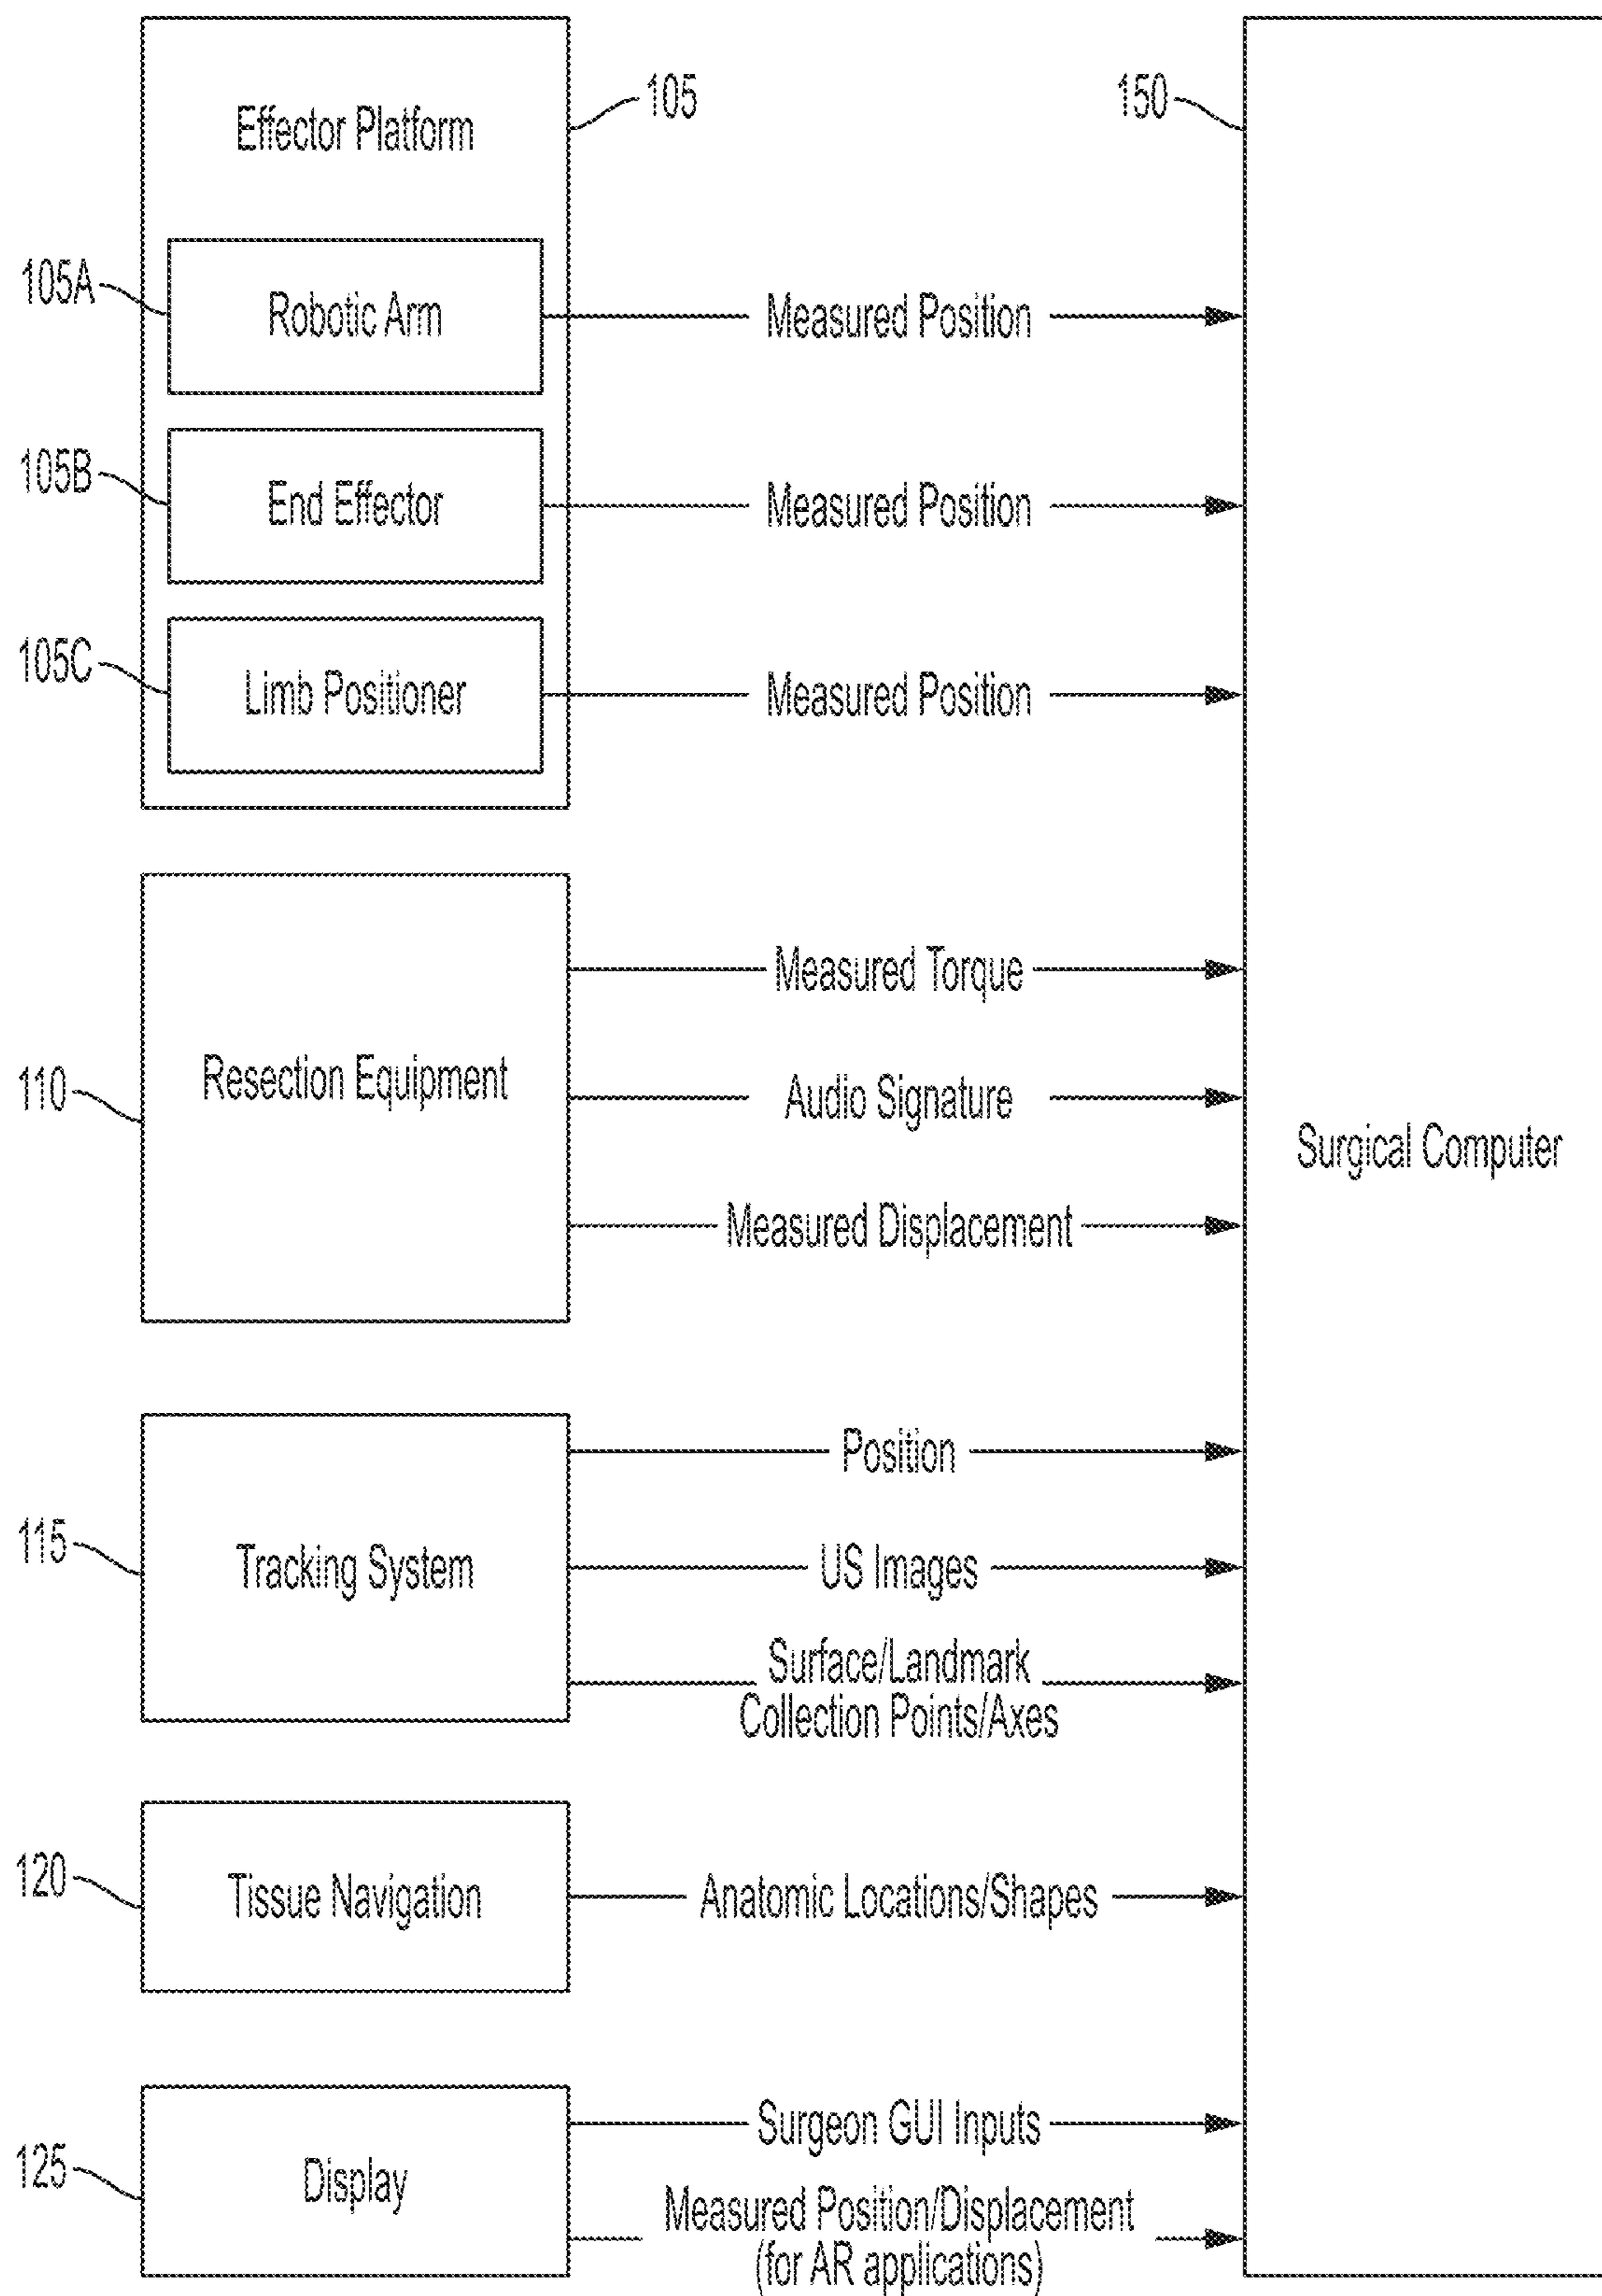 Effector Platform
105
150
105A
Robotic Arm
Measured Position
105B
End Effector
Measured Position
105C
Limb Positioner
Measured Position
110
Resection Equipment
Measured Torque
Audio Signature
Measured Displacement
Surgical Computer
115
Tracking System
Position
US Images
Surface/Landmark
Collection Points/Axes
120
Tissue Navigation
Anatomic Locations/Shapes
125
Display
Surgeon GUI Inputs
Measured Position/Displacement
(for AR applications)